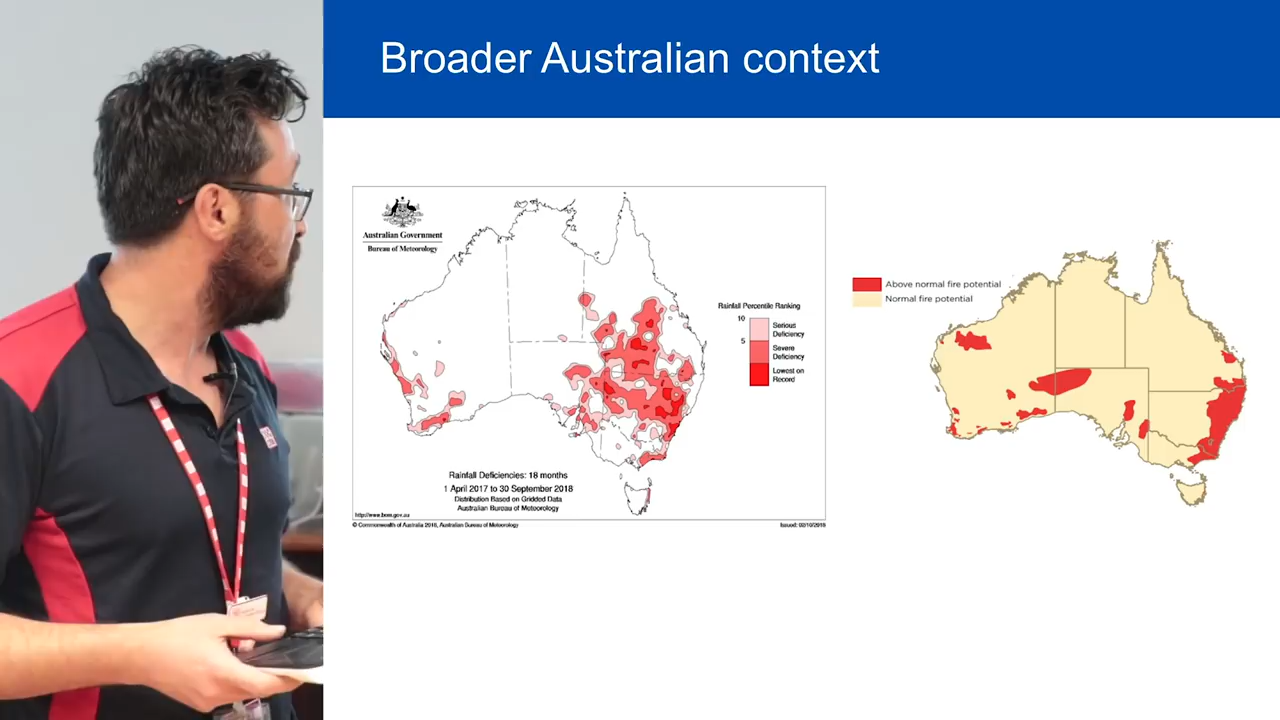 Broader Australian context
Australian Government
Bureau of Meteorology
Rainfall Percentile Ranking
10
Serious
Deficiency
5
Severe
Deficiency
Lowest on
Record
Rainfall Deficiencies: 18 months
1 April 2017 to 30 September 2018
Distribution Based on Gridded Data
Australian Bureau of Meteorology
http://www.bom.gov.au
© Commonwealth of Australia 2018, Australian Bureau of Meteorology
Issued: 02/10/2018
Above normal fire potential
Normal fire potential